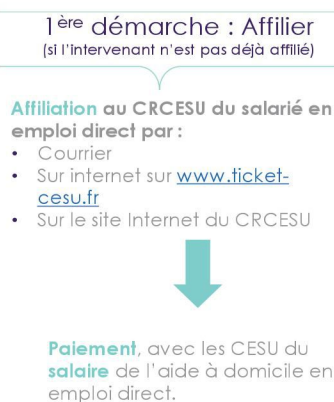 1ère démarche : Affilier
(si l'intervenant n'est pas déjà affilié)
Affiliation au CRCESU du salarié en
emploi direct par :
• Courrier
• Sur internet sur www.ticket-
cesu.fr
• Sur le site Internet du CRCESU
Paiement, avec les CESU du
salaire de l'aide à domicile en
emploi direct.